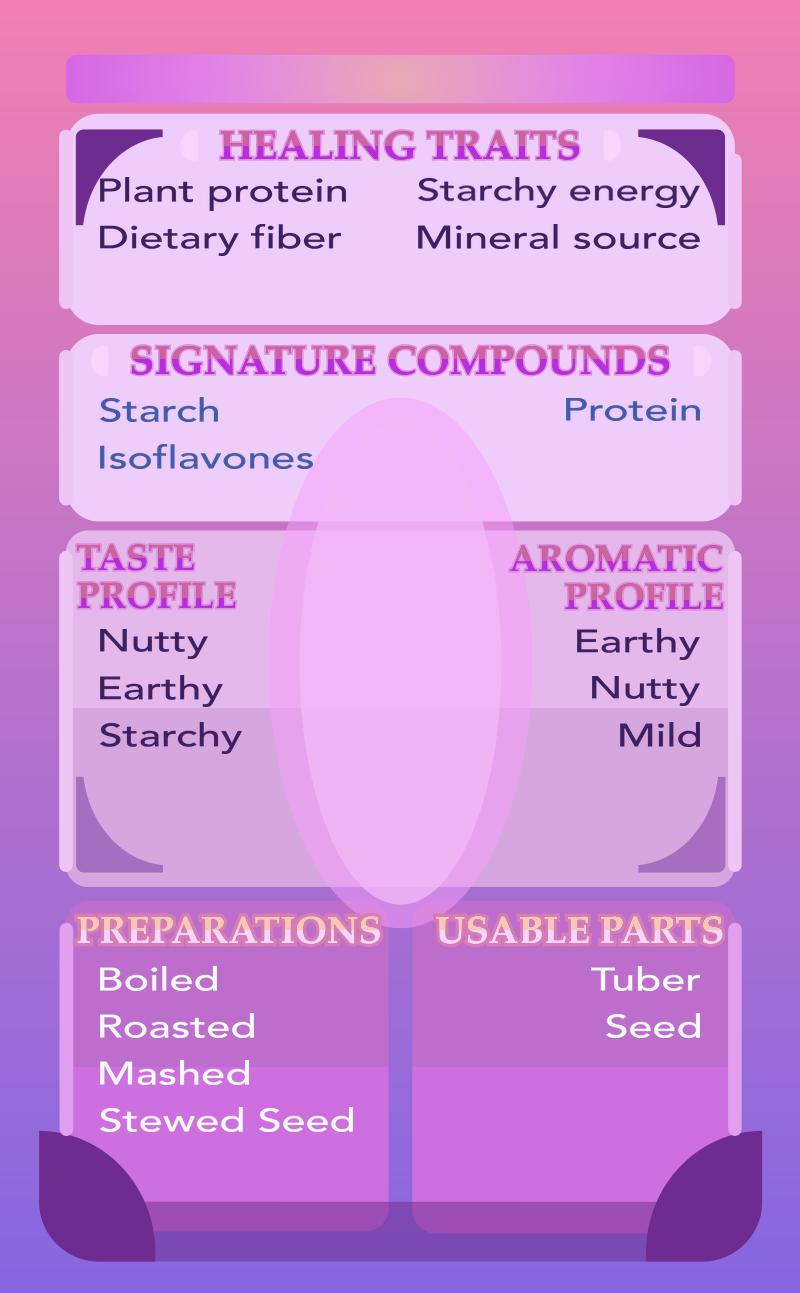 HEALING TRAITS
Plant protein
Starchy energy
Dietary fiber
Mineral source
SIGNATURE COMPOUNDS
Starch
Protein
Isoflavones
TASTE
PROFILE
Nutty
Earthy
Starchy
AROMATIC
PROFILE
Earthy
Nutty
Mild
PREPARATIONS
Boiled
Roasted
Mashed
Stewed Seed
USABLE PARTS
Tuber
Seed